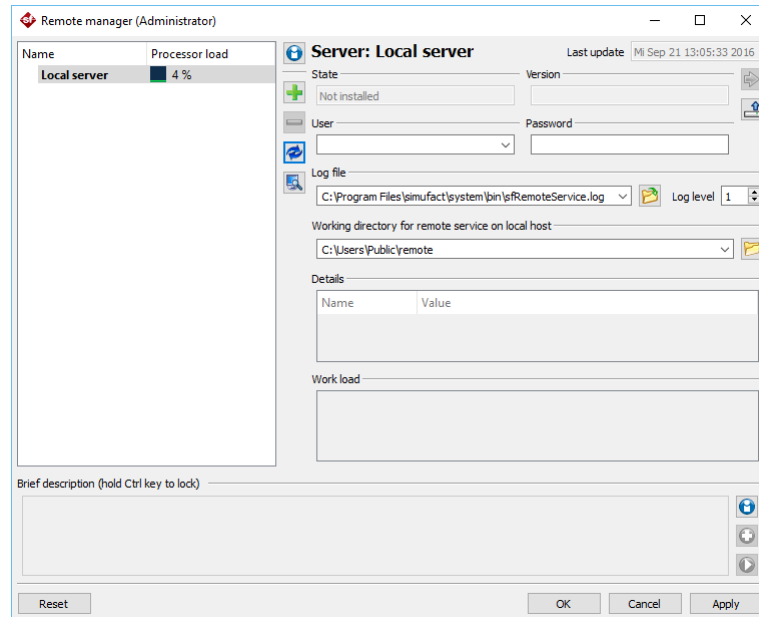 Remote manager (Administrator)
Name Processor load
Local server 4 %
Server: Local server Last update Mi Sep 21 13:05:33 2016
State Version
Not installed
User Password
Log file
C:\Program Files\simufact\system\bin\sfRemoteService.log Log level 1
Working directory for remote service on local host
C:\Users\Public\remote
Details
Name Value
Work load
Brief description (hold Ctrl key to lock)
Reset OK Cancel Apply